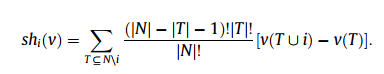 sh_i(v) = \sum_{T \subseteq N \setminus i} \frac{(|N| - |T| - 1)!|T|!}{|N|!} [v(T \cup i) - v(T)].